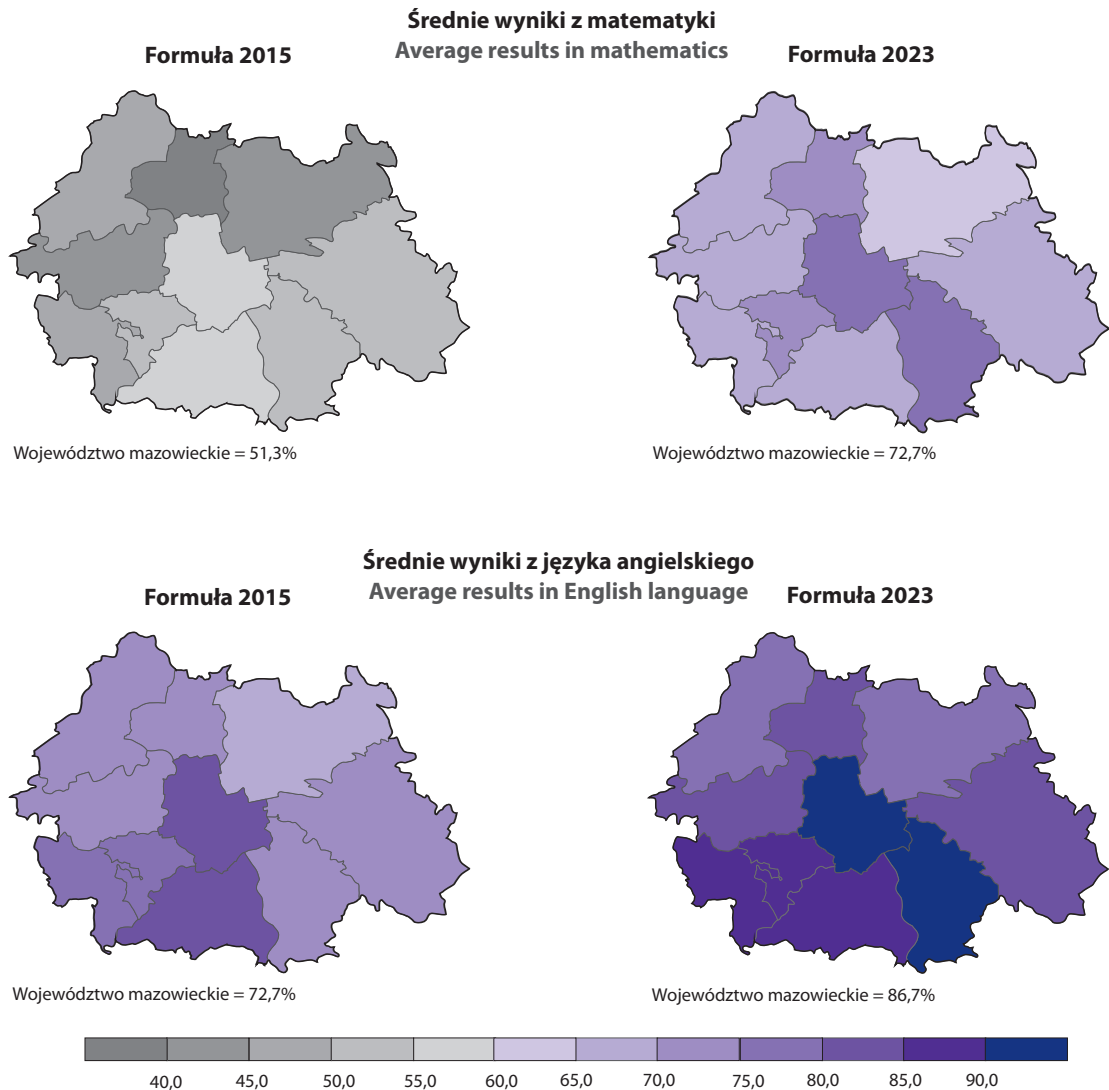 Średnie wyniki z matematyki
Average results in mathematics
Formuła 2015
Formuła 2023
Województwo mazowieckie = 51,3%
Województwo mazowieckie = 72,7%
Średnie wyniki z języka angielskiego
Average results in English language
Formuła 2015
Formuła 2023
Województwo mazowieckie = 72,7%
Województwo mazowieckie = 86,7%
40,0 45,0 50,0 55,0 60,0 65,0 70,0 75,0 80,0 85,0 90,0